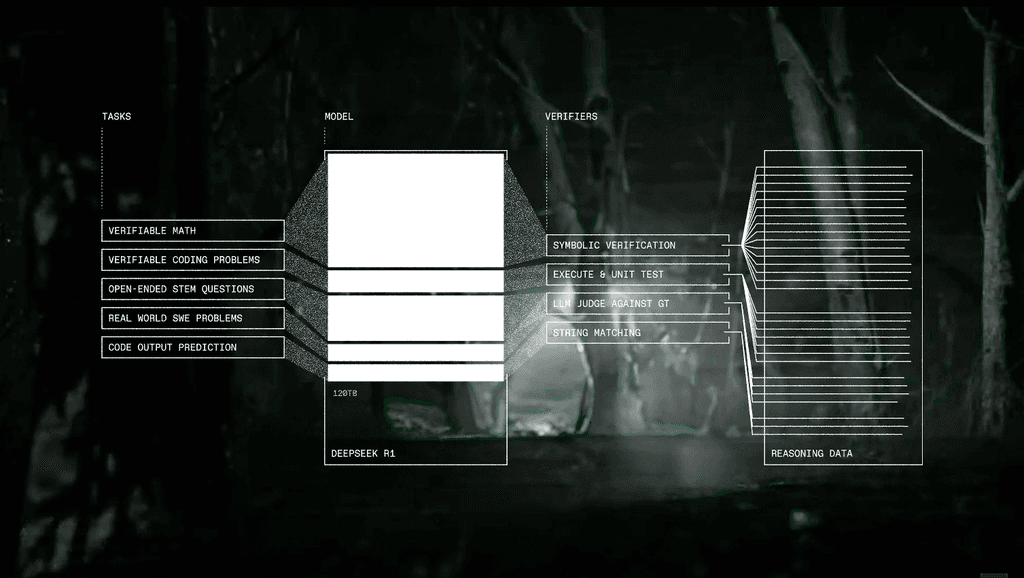 TASKS
MODEL
VERIFIERS
VERIFIABLE MATH
VERIFIABLE CODING PROBLEMS
OPEN-ENDED STEM QUESTIONS
REAL WORLD SWE PROBLEMS
CODE OUTPUT PREDICTION
120TB
DEEPSEEK R1
SYMBOLIC VERIFICATION
EXECUTE & UNIT TEST
LLM JUDGE AGAINST GT
STRING MATCHING
REASONING DATA